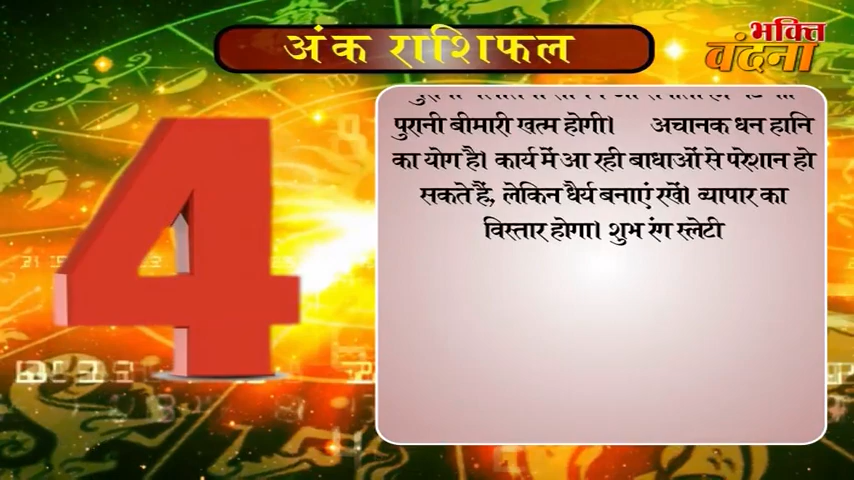 अंक राशिफल
भक्ति
वंदना
4
पुरानी बीमारी खत्म होगी। अचानक धन हानि
का योग है। कार्य में आ रही बाधाओं से परेशान हो
सकते हैं, लेकिन धैर्य बनाएं रखें। व्यापार का
विस्तार होगा। शुभ रंग स्लेटी